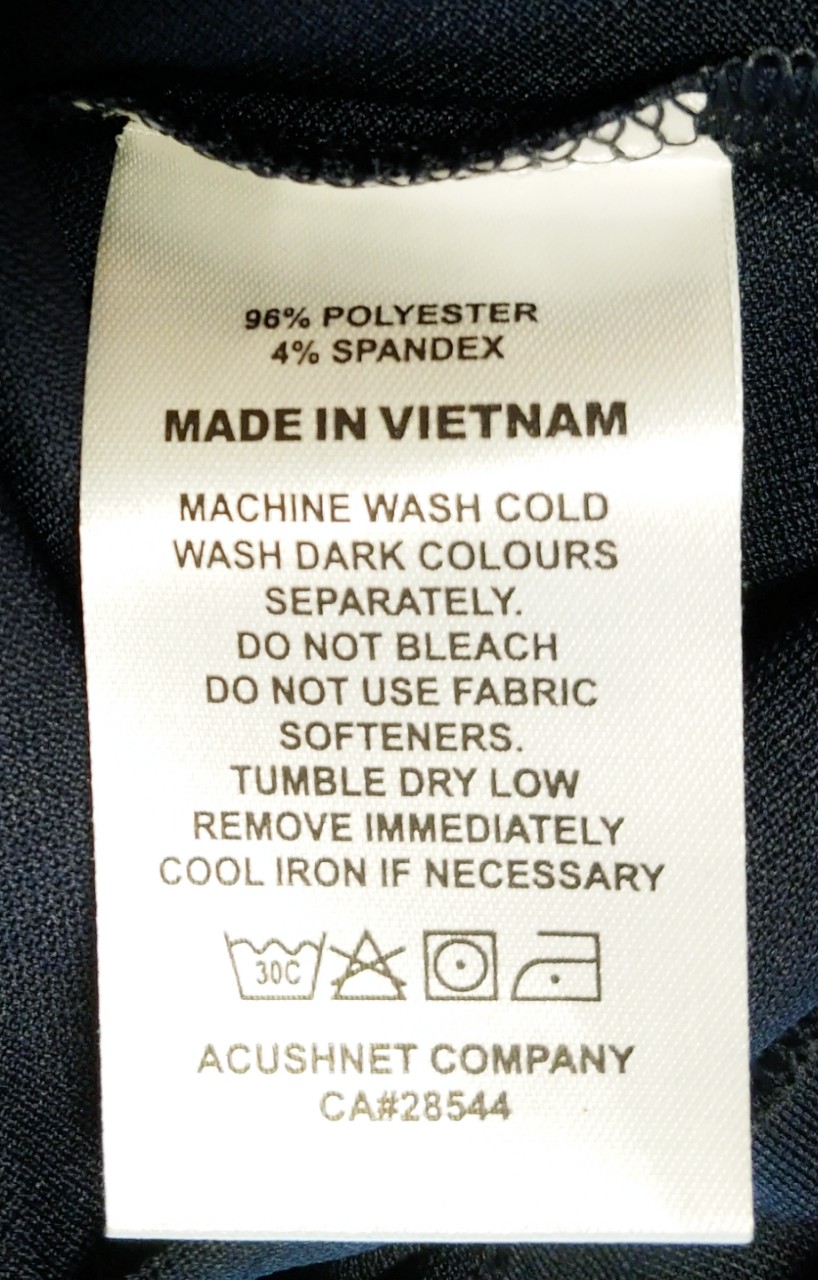 96% POLYESTER
4% SPANDEX
MADE IN VIETNAM
MACHINE WASH COLD
WASH DARK COLOURS
SEPARATELY.
DO NOT BLEACH
DO NOT USE FABRIC
SOFTENERS.
TUMBLE DRY LOW
REMOVE IMMEDIATELY
COOL IRON IF NECESSARY
30C
ACUSHNET COMPANY
CA#28544